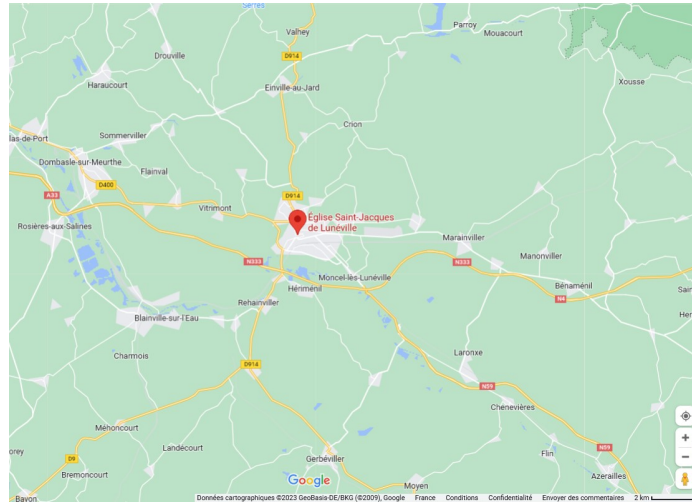 Serres
Valhey
Parroy
Mouacourt
Drouville
D914
Xousse
Haraucourt
Einville-au-Jard
Crion
las-de-Port
Sommerviller
Dombasle-sur-Meurthe
Flainval
D400
A33
D914
Vitrimont
Église Saint-Jacques
de Lunéville
Rosières-aux-Salines
Marainviller
Manonviller
N333
N333
Moncel-lès-Lunéville
Bénaménil
Sain
Hénménil
N4
Rehainviller
Her
Blainville-sur-l'Eau
Charmois
Laronxe
D914
N59
Chenevières
Méhoncourt
Landécourt
N59
orey
D9
Gerbéviller
Flin
Bremoncourt
Azerailles
Google
Moyen
Bayon
Données cartographiques ©2023 GeoBasis-DE/BKG (©2009), Google France Conditions Confidentialité Envoyer des commentaires 2 km